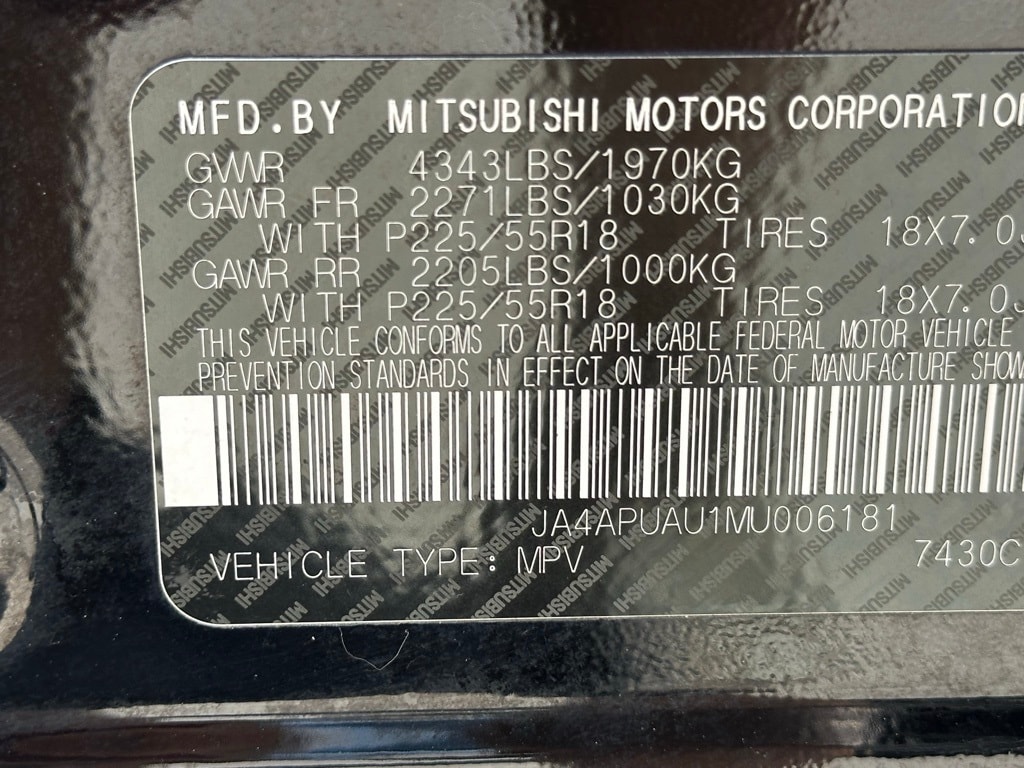 MFD.BY MITSUBISHI MOTORS CORPORATION
GVWR 4343LBS/1970KG
GAWR FR 2271LBS/1030KG
WITH P225/55R18 TIRES 18X7.0J
GAWR RR 2205LBS/1000KG
WITH P225/55R18 TIRES 18X7.0J
THIS VEHICLE CONFORMS TO ALL APPLICABLE FEDERAL MOTOR VEHICLE
PREVENTION STANDARDS IN EFFECT ON THE DATE OF MANUFACTURE SHOW
JA4APUAU1MU006181
VEHICLE TYPE: MPV 7430C